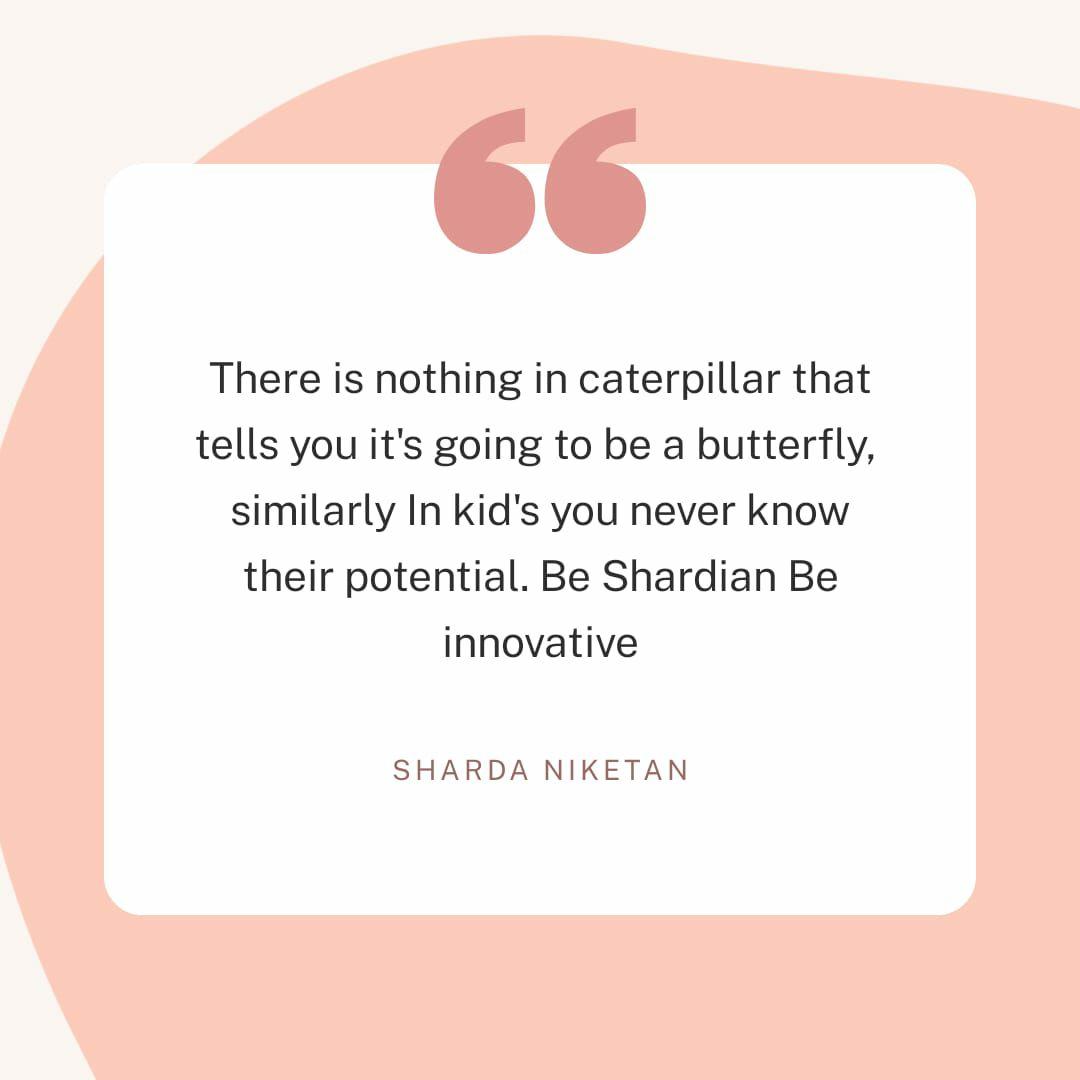 There is nothing in caterpillar that
tells you it's going to be a butterfly,
similarly In kid's you never know
their potential. Be Shardian Be
innovative
SHARDA NIKETAN